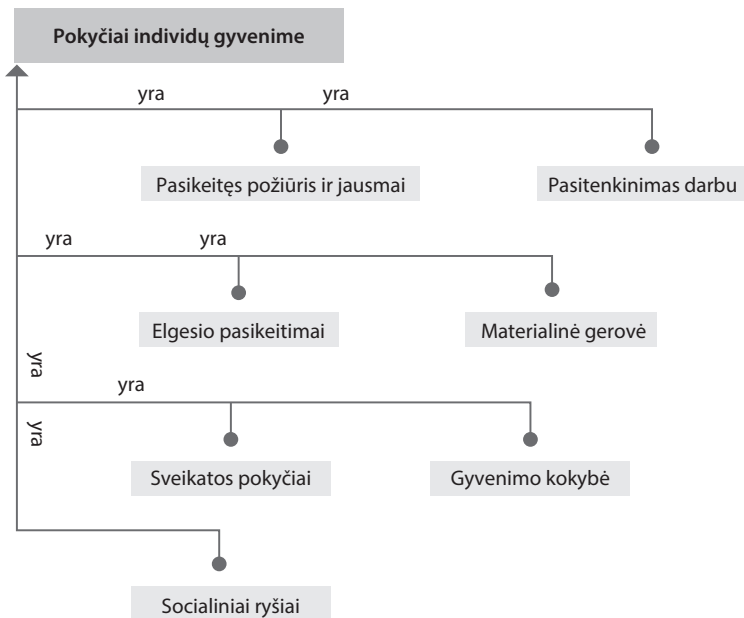 Pokyčiai individų gyvenime
yra yra
Pasikeitęs požiūris ir jausmai Pasitenkinimas darbu
yra yra
Elgesio pasikeitimai Materialinė gerovė
yra
yra
yra
Sveikatos pokyčiai Gyvenimo kokybė
Socialiniai ryšiai